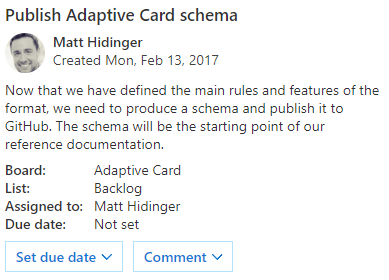 Publish Adaptive Card schema
Matt Hidinger
Created Mon, Feb 13, 2017
Now that we have defined the main rules and features of the
format, we need to produce a schema and publish it to
GitHub. The schema will be the starting point of our
reference documentation.
Board: Adaptive Card
List: Backlog
Assigned to: Matt Hidinger
Due date: Not set
Set due date Comment